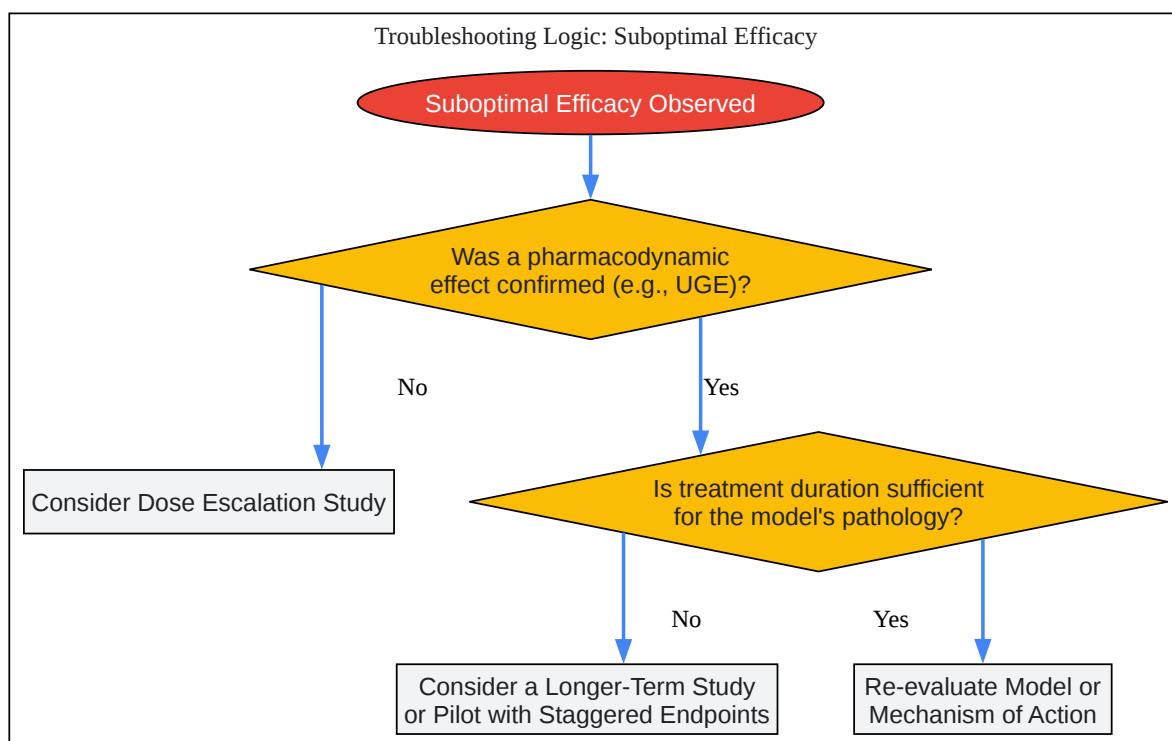 Troubleshooting Logic: Suboptimal Efficacy
Suboptimal Efficacy Observed
Was a pharmacodynamic
effect confirmed (e.g., UGE)?
No
Yes
Consider Dose Escalation Study
Is treatment duration sufficient
for the model's pathology?
No
Yes
Consider a Longer-Term Study
or Pilot with Staggered Endpoints
Re-evaluate Model or
Mechanism of Action